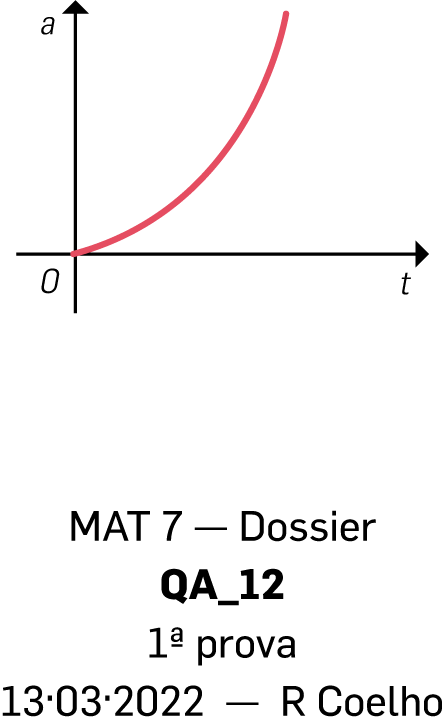 a
O
t
MAT 7 — Dossier
QA_12
1ª prova
13·03·2022 — R Coelho